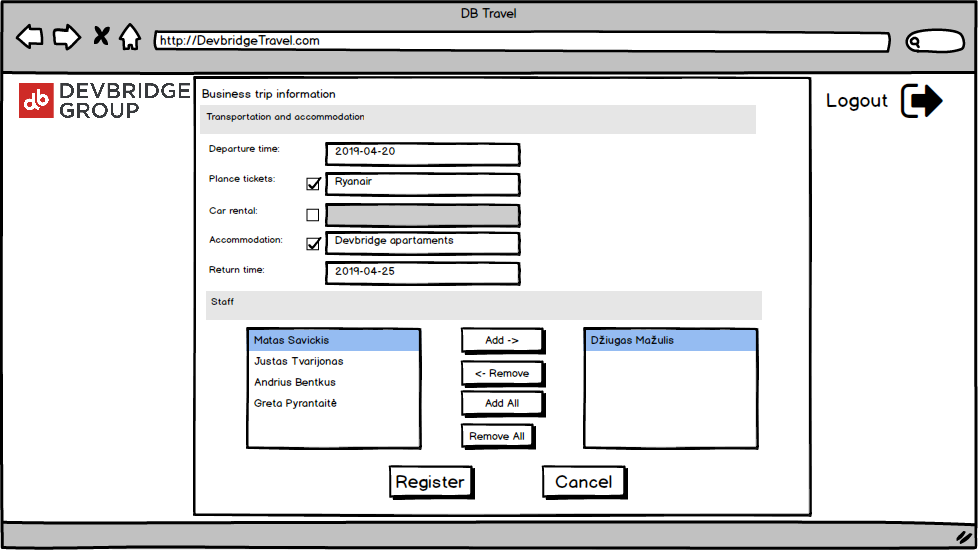 DB Travel
http://DevbridgeTravel.com
db DEVBRIDGE
GROUP
Logout
Business trip information
Transportation and accommodation
Departure time: 2019-04-20
Plance tickets: Ryanair
Car rental:
Accommodation: Devbridge apartaments
Return time: 2019-04-25
Staff
Matas Savickis
Justas Tvarijonas
Andrius Bentkus
Greta Pyrantaitė
Add ->
<- Remove
Add All
Remove All
Džiugas Mažulis
Register
Cancel